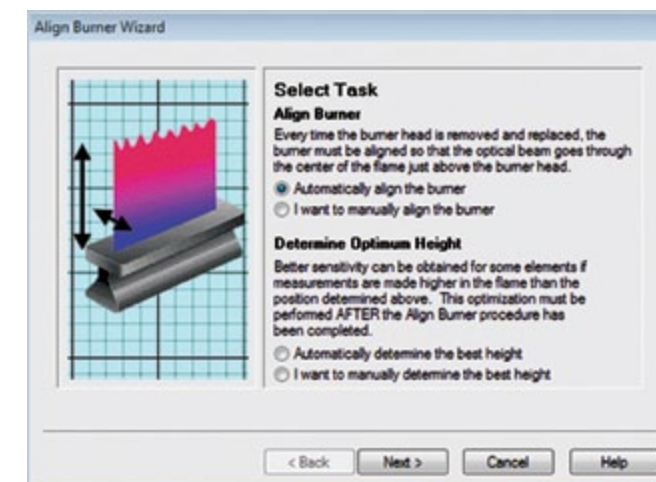 Align Burner Wizard
Select Task
Align Burner
Every time the burner head is removed and replaced, the
burner must be aligned so that the optical beam goes through
the center of the flame just above the burner head.
Automatically align the burner
I want to manually align the burner
Determine Optimum Height
Better sensitivity can be obtained for some elements if
measurements are made higher in the flame than the
position determined above. This optimization must be
performed AFTER the Align Burner procedure has
been completed.
Automatically determine the best height
I want to manually determine the best height
< Back
Next >
Cancel
Help